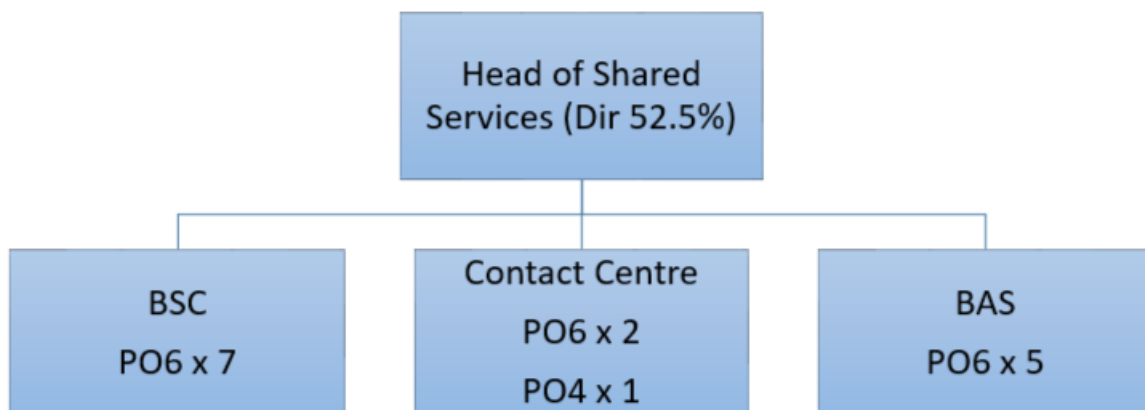 Head of Shared
Services (Dir 52.5%)
BSC
PO6 x 7
Contact Centre
PO6 x 2
PO4 x 1
BAS
PO6 x 5